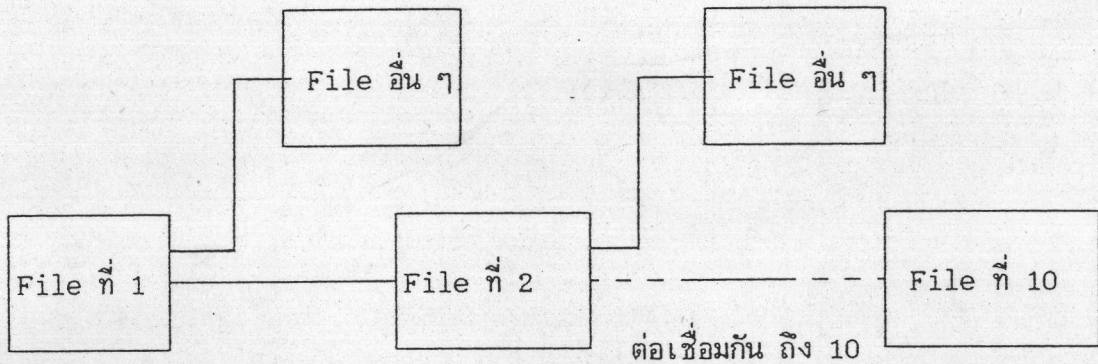 File อื่น ๆ
File อื่น ๆ
File ที่ 1
File ที่ 2
File ที่ 10
ต่อเชื่อมกัน ถึง 10